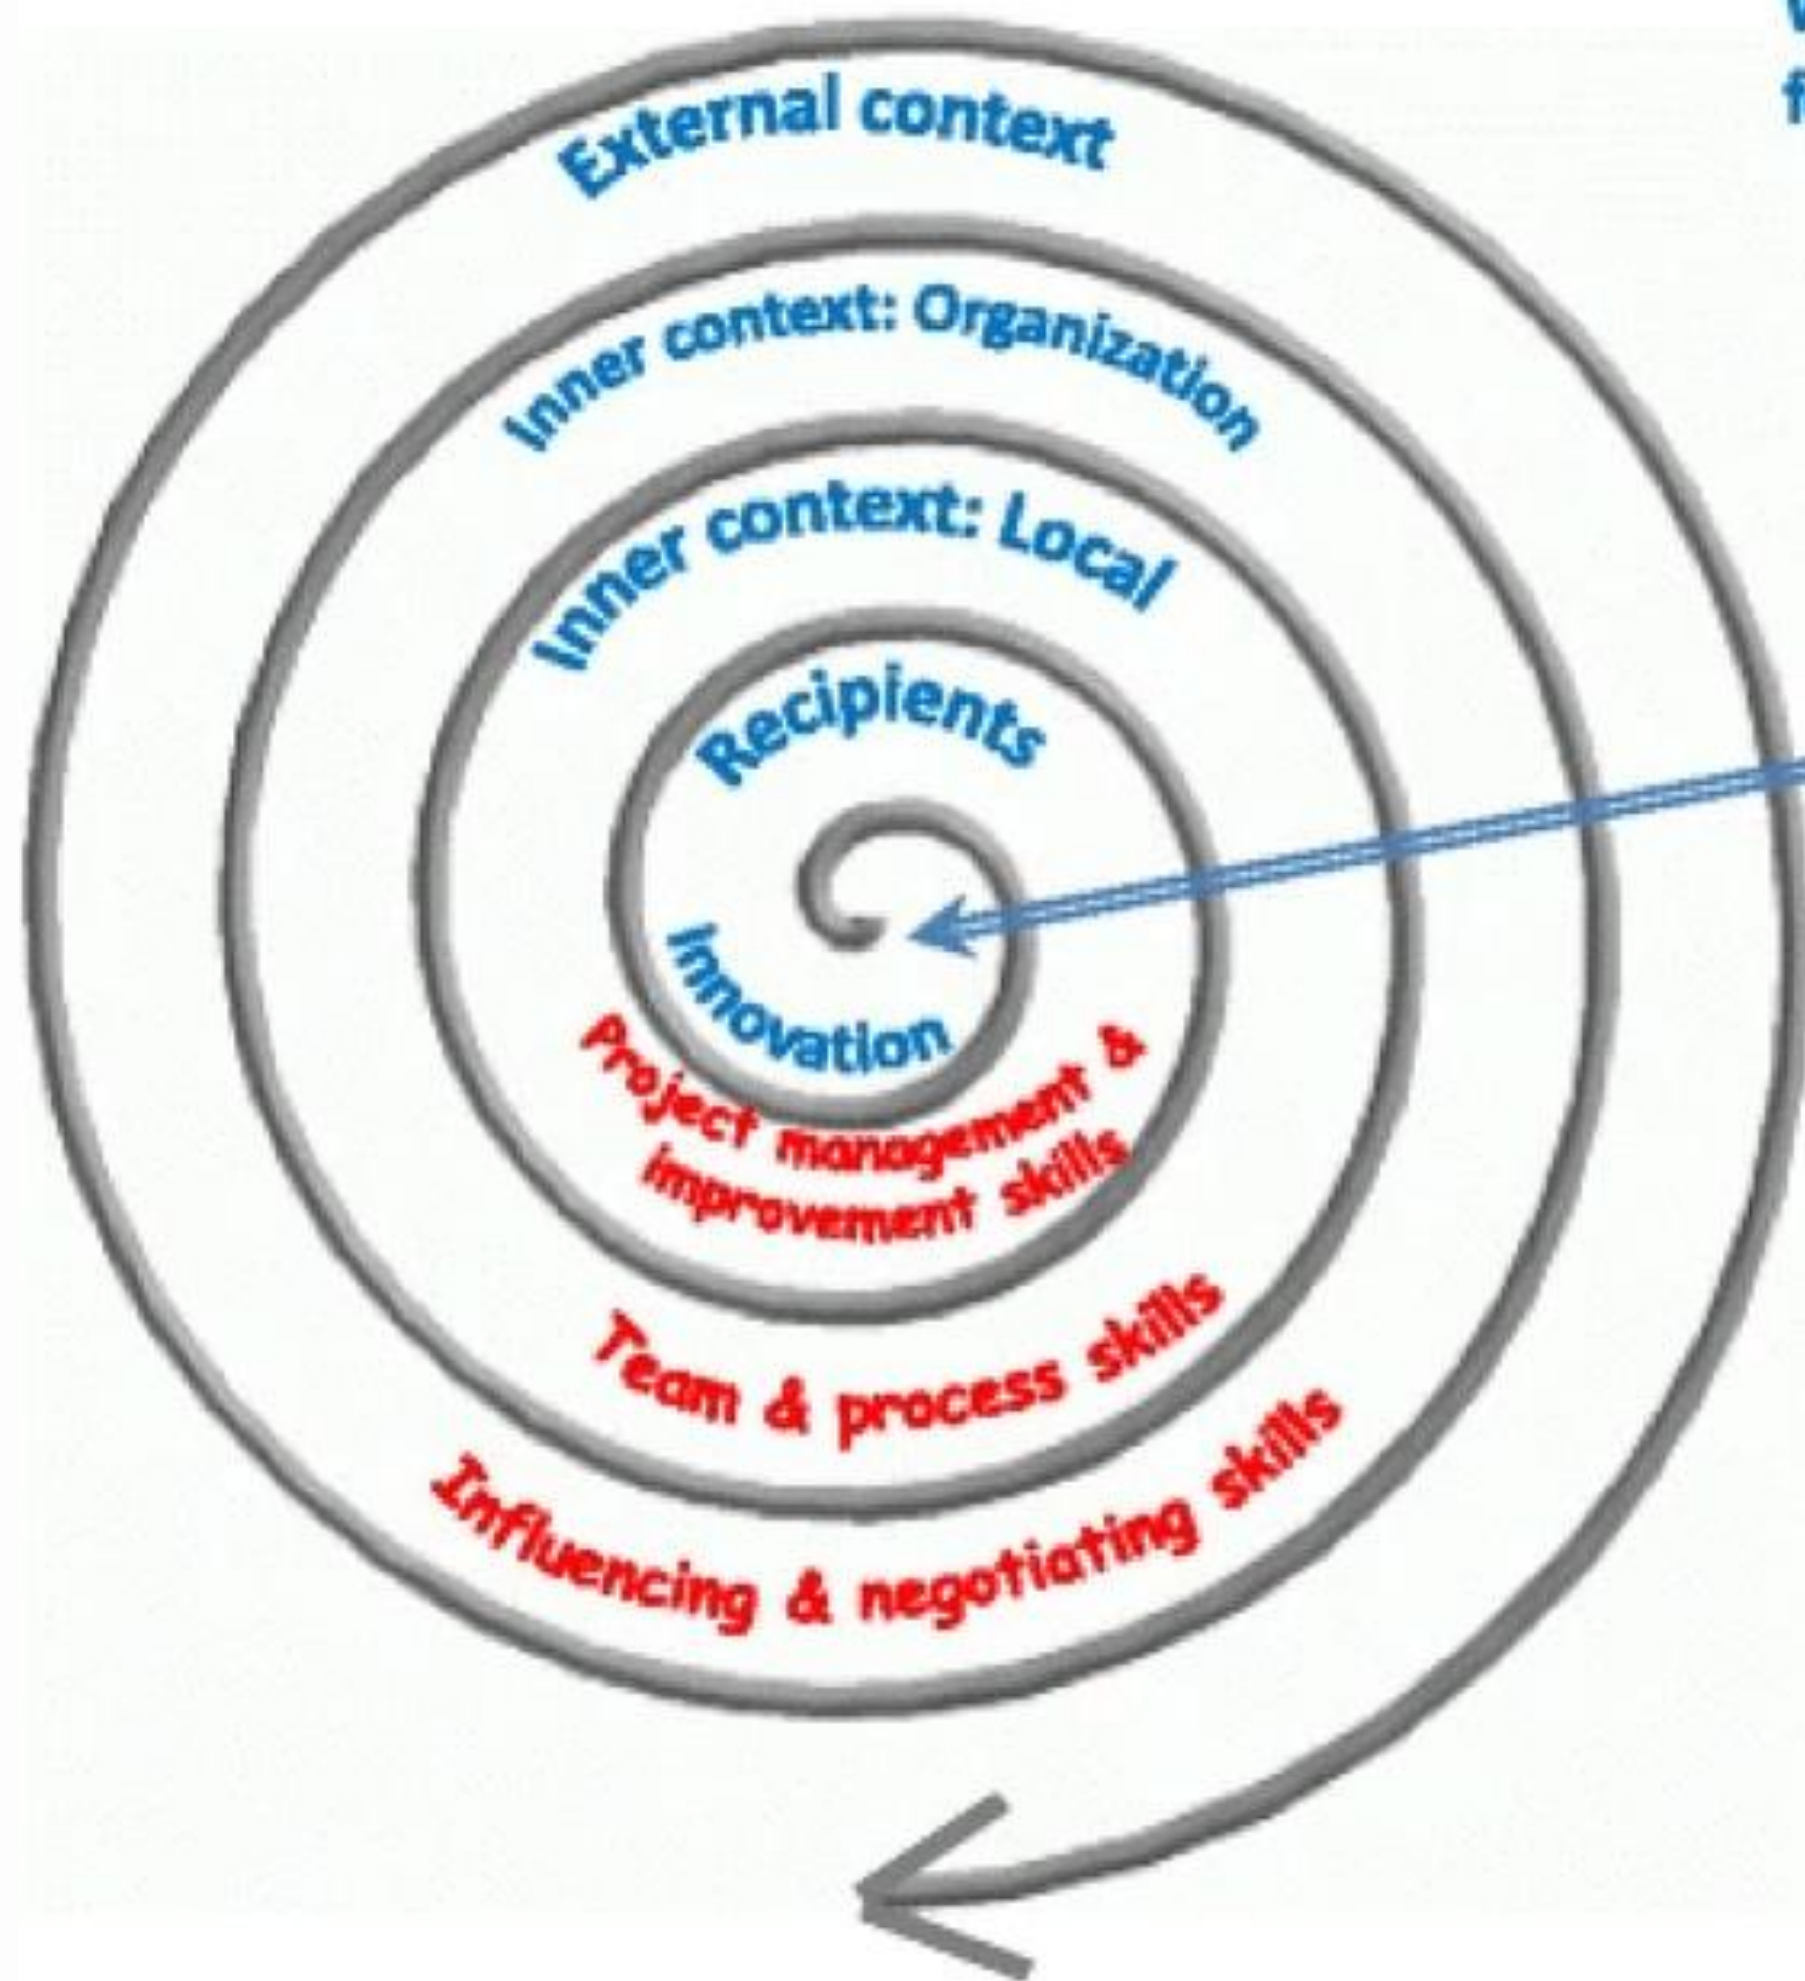 External context
Inner context: Organization
Inner context: Local
Recipients
Innovation
Project management &
improvement skills
Team & process skills
Influencing & negotiating skills